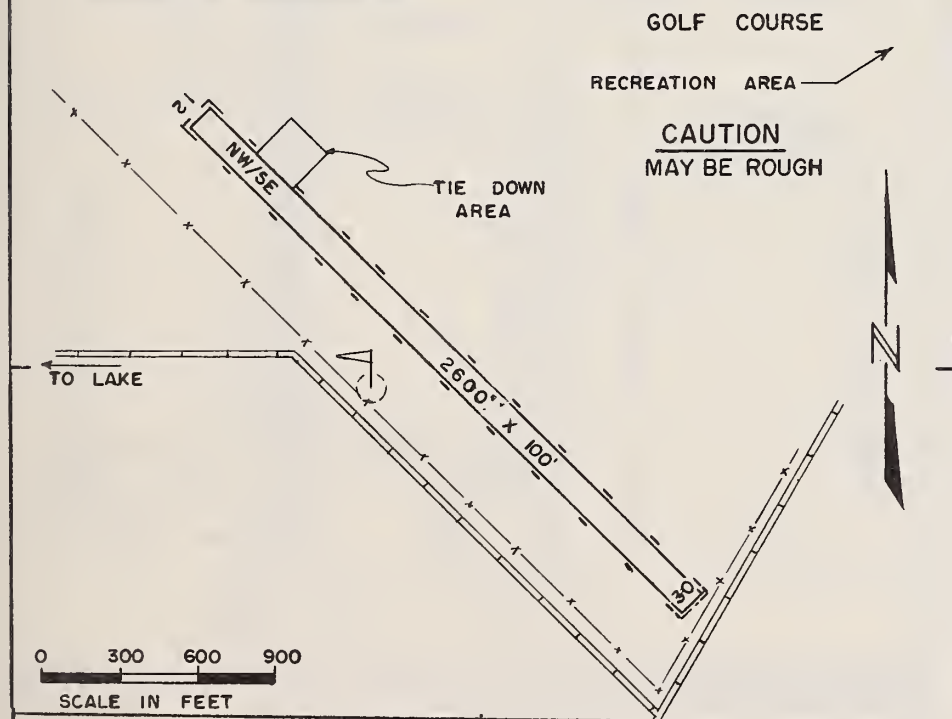 GOLF COURSE
RECREATION AREA
CAUTION
MAY BE ROUGH
12
NW/SE
TIE DOWN
AREA
N
2600'' X 100'
TO LAKE
30
0 300 600 900
SCALE IN FEET